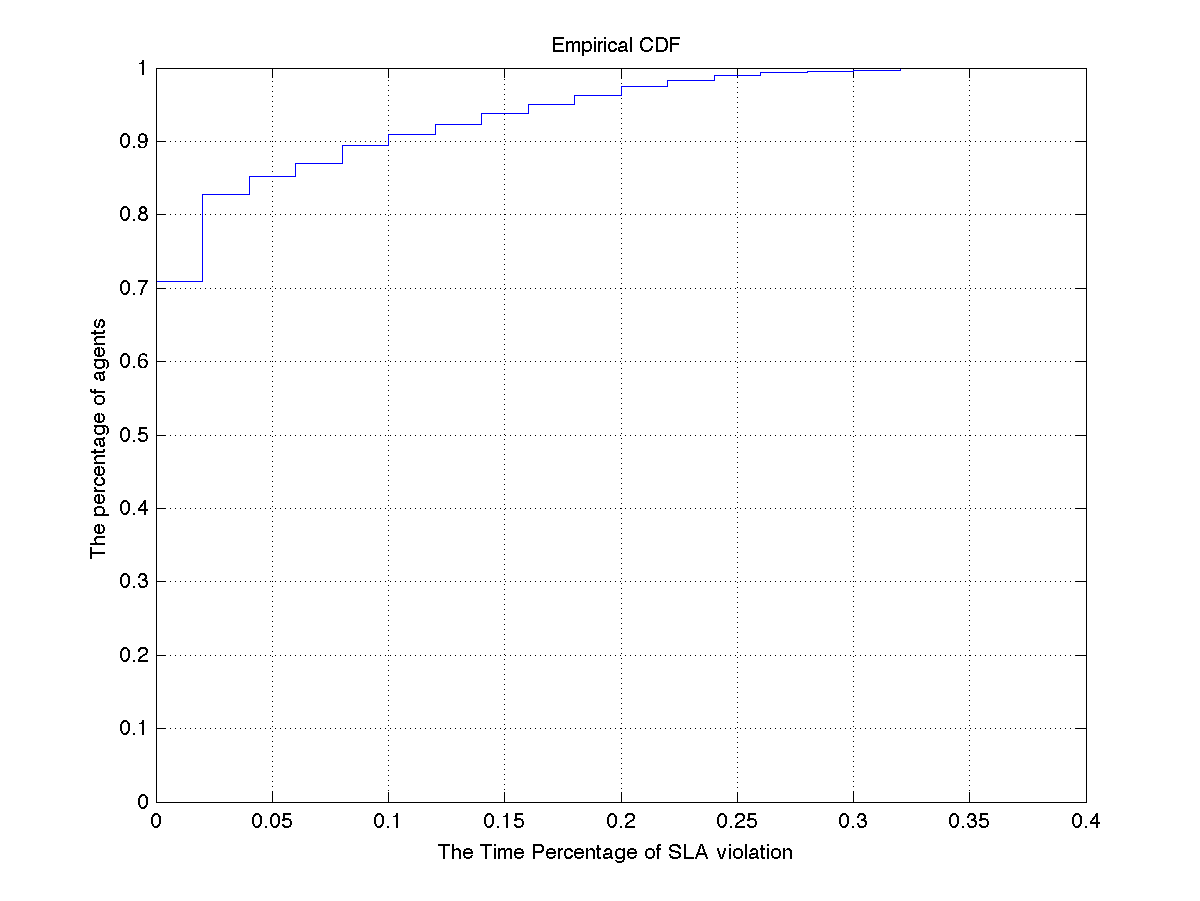 Empirical CDF
1
0.9
0.8
0.7
0.6
0.5
0.4
0.3
0.2
0.1
0
The percentage of agents
0 0.05 0.1 0.15 0.2 0.25 0.3 0.35 0.4
The Time Percentage of SLA violation